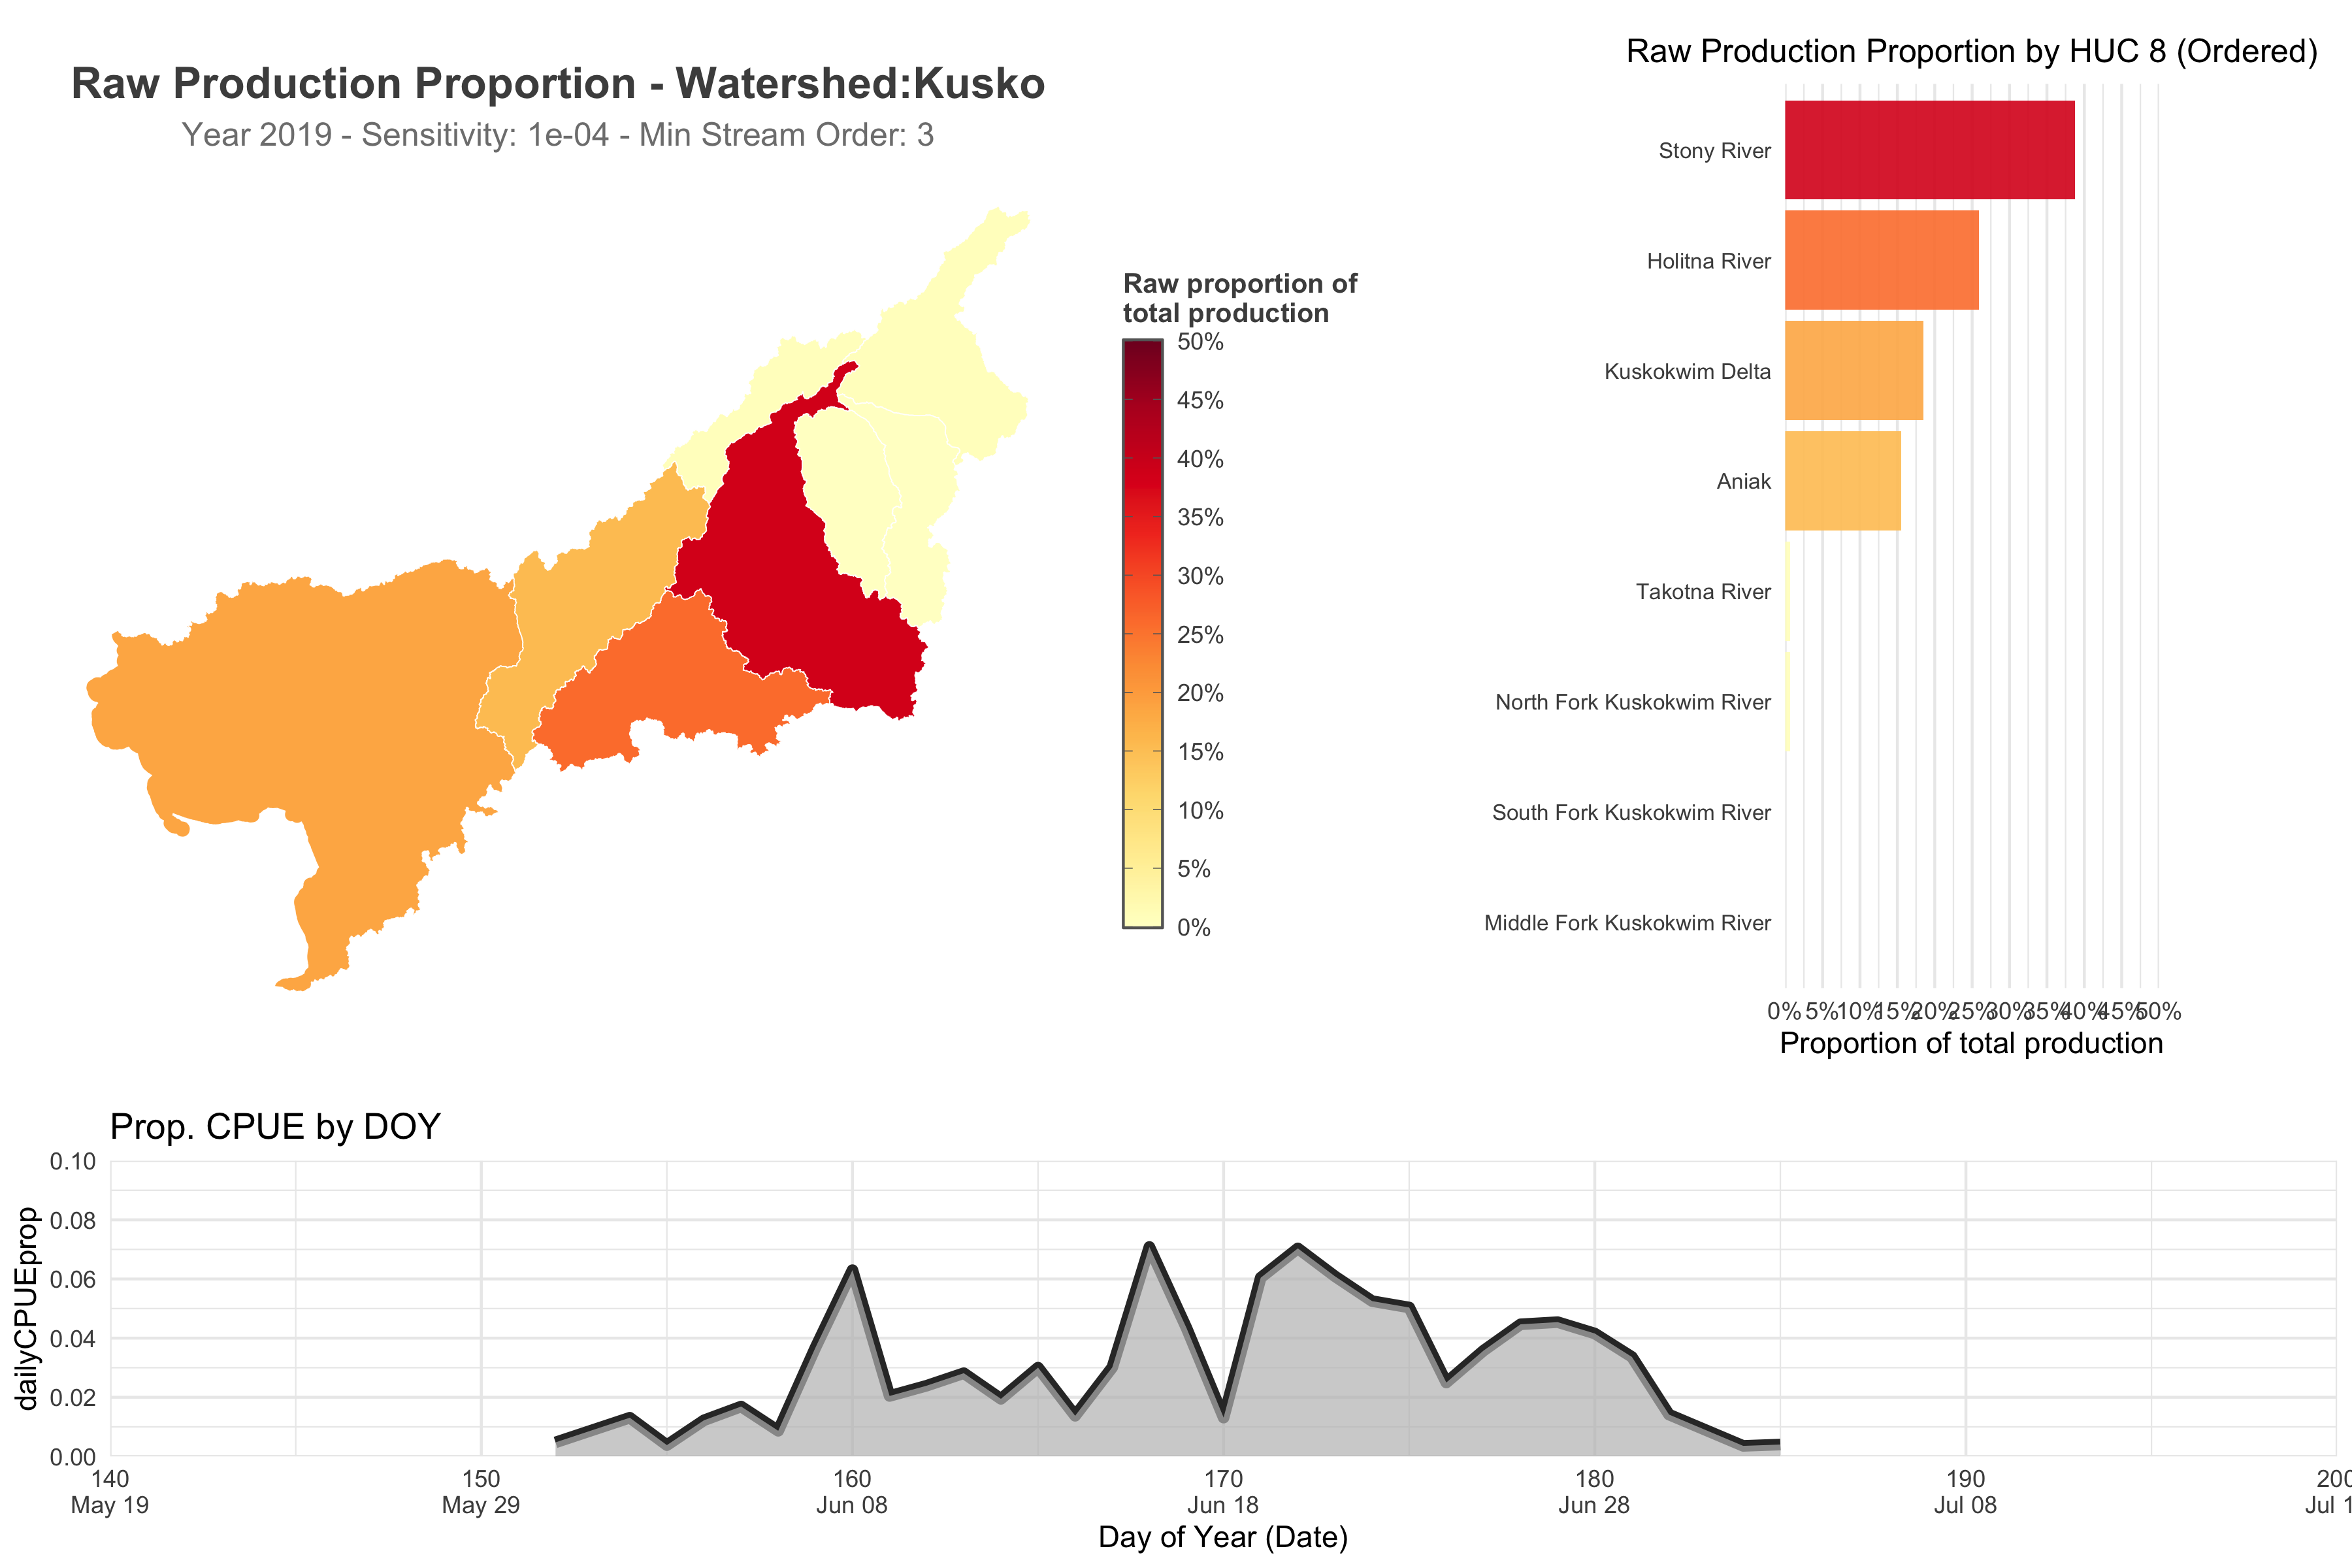 Raw Production Proportion - Watershed:Kusko
Year 2019 - Sensitivity: 1e-04 - Min Stream Order: 3
Raw proportion of
total production
50%
45%
40%
35%
30%
25%
20%
15%
10%
5%
0%
Raw Production Proportion by HUC 8 (Ordered)
Stony River
Holitna River
Kuskokwim Delta
Aniak
Takotna River
North Fork Kuskokwim River
South Fork Kuskokwim River
Middle Fork Kuskokwim River
0% 5% 10% 15% 20% 25% 30% 35% 40% 45% 50%
Proportion of total production
Prop. CPUE by DOY
dailyCPUEprop
0.10
0.08
0.06
0.04
0.02
0.00
140 150 160 170 180 190 200
May 19 May 29 Jun 08 Jun 18 Jun 28 Jul 08 Jul 1
Day of Year (Date)